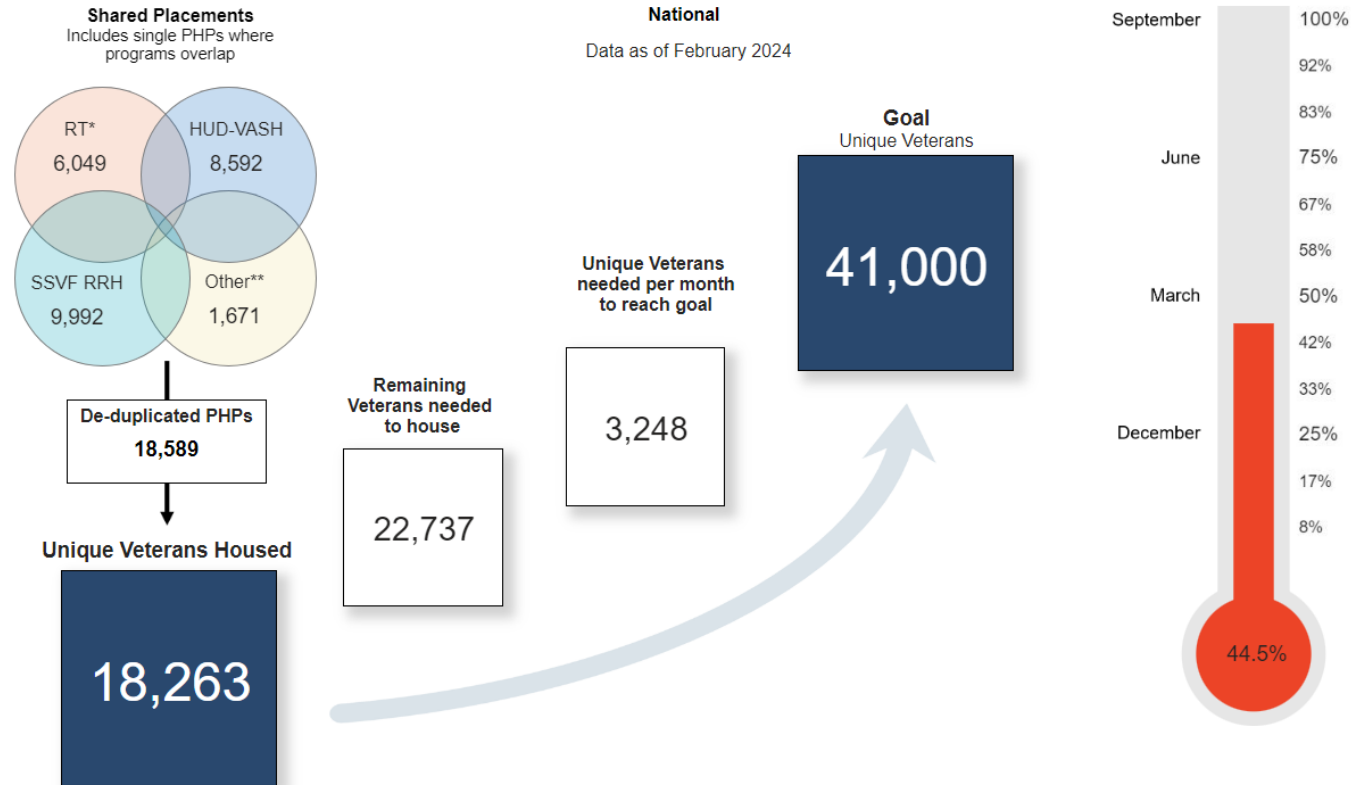 Shared Placements
Includes single PHPs where
programs overlap
RT*
6,049
HUD-VASH
8,592
SSVF RRH
9,992
Other**
1,671
De-duplicated PHPs
18,589
Unique Veterans Housed
18,263
National
Data as of February 2024
Remaining
Veterans needed
to house
22,737
Unique Veterans
needed per month
to reach goal
3,248
Goal
Unique Veterans
41,000
September
100%
92%
83%
June
75%
67%
58%
March
50%
42%
33%
December
25%
17%
8%
44.5%